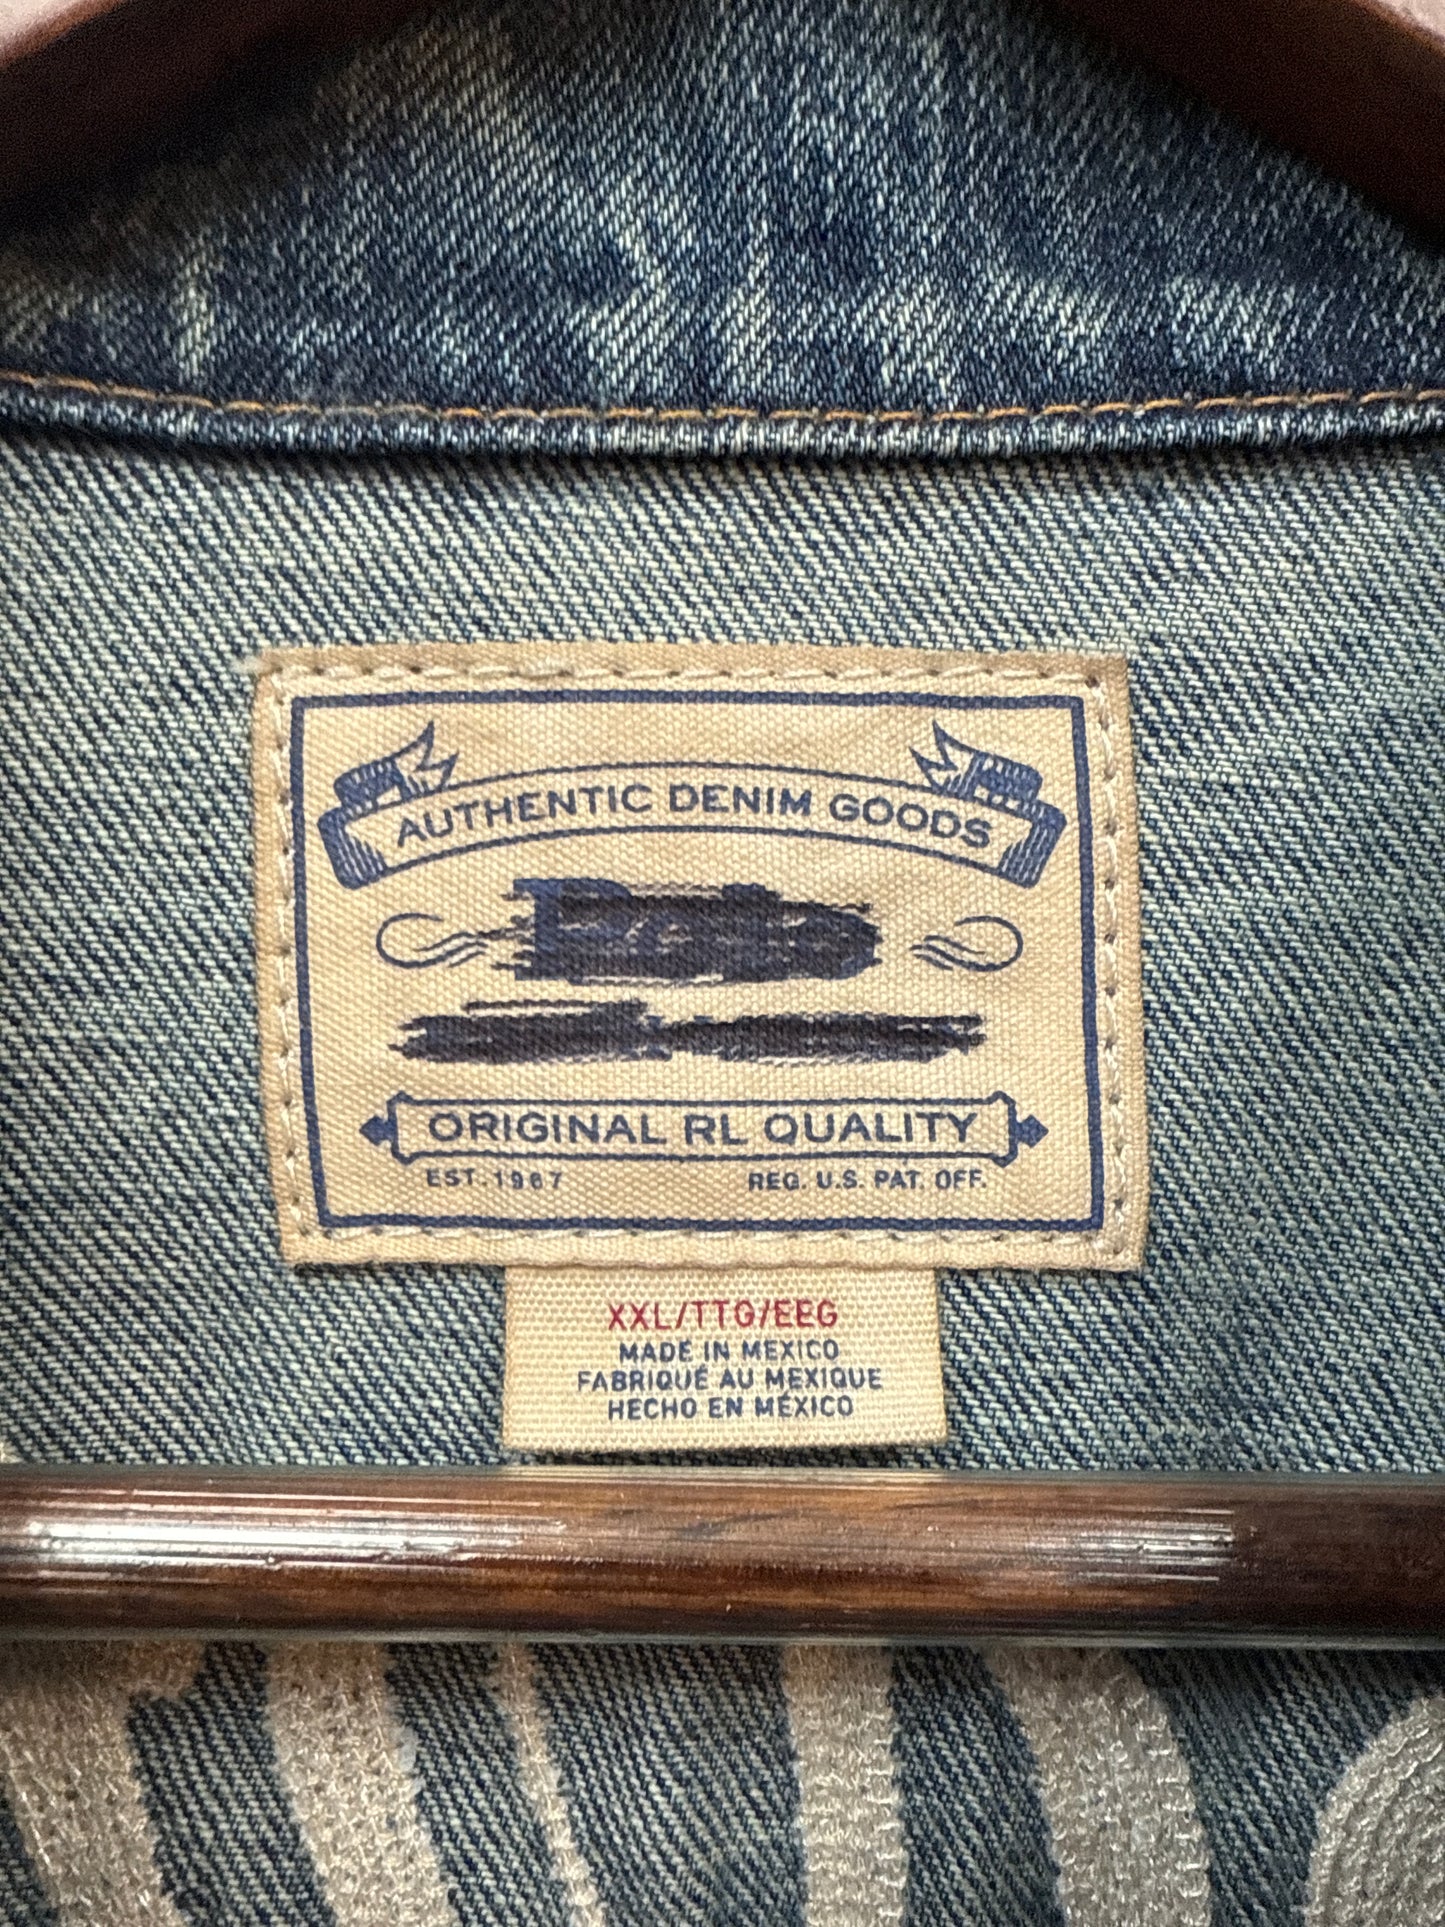 AUTHENTIC DENIM GOODS
ORIGINAL RL QUALITY
EST. 1967 REG. U.S. PAT. OFF.
XXL/TTG/EEG
MADE IN MEXICO
FABRIQUÉ AU MEXIQUE
HECHO EN MÉXICO